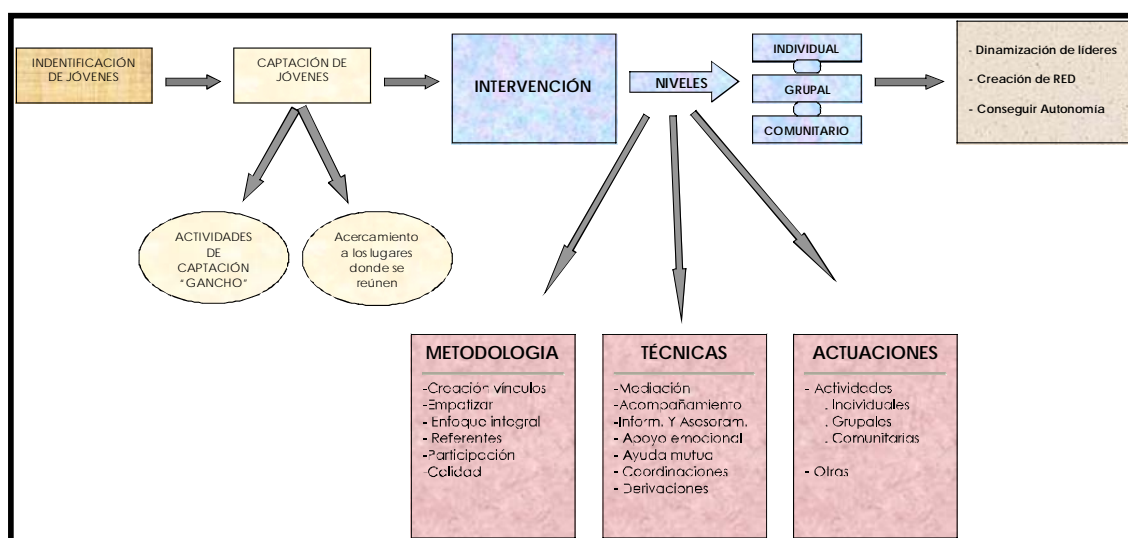 INDENTIFICACIÓN
DE JÓVENES
CAPTACIÓN DE
JÓVENES
INTERVENCIÓN
NIVELES
INDIVIDUAL
GRUPAL
COMUNITARIO
- Dinamización de líderes
- Creación de RED
- Conseguir Autonomía
ACTIVIDADES
DE
CAPTACIÓN
"GANCHO"
Acercamiento
a los lugares
donde se
reúnen
METODOLOGIA
-Creación vínculos
-Empatizar
- Enfoque integral
- Referentes
-Participación
-Calidad
TÉCNICAS
-Mediación
-Acompañamiento
-Inform. Y Asesoram.
- Apoyo emocional
- Ayuda mutua
- Coordinaciones
- Derivaciones
ACTUACIONES
- Actividades
. Individuales
. Grupales
. Comunitarias
- Otras